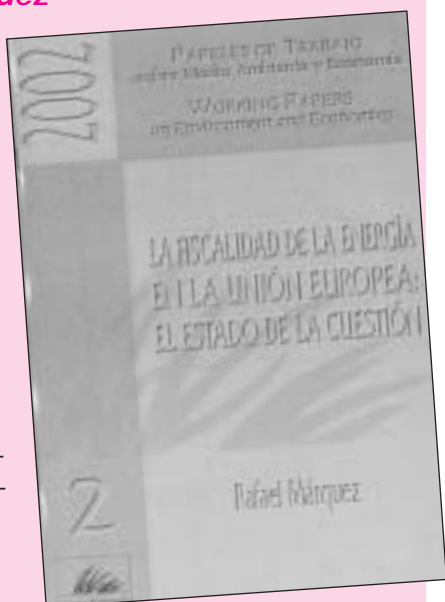 2002
PAPELES DE TRABAJO
sobre Medio Ambiente y Economía
WORKING PAPERS
on Environment and Economics
LA FISCALIDAD DE LA ENERGÍA
EN LA UNIÓN EUROPEA:
EL ESTADO DE LA CUESTIÓN
2
Rafael Márquez